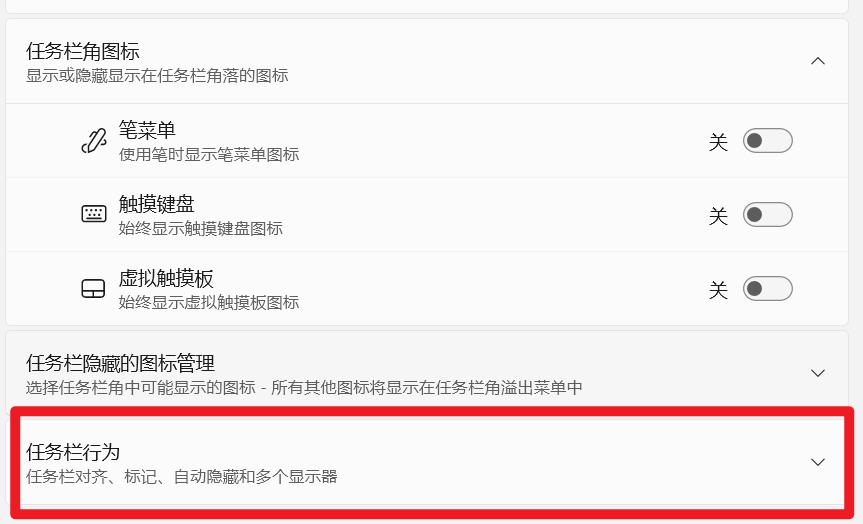 任务栏角图标
显示或隐藏显示在任务栏角落的图标
笔菜单
使用笔时显示笔菜单图标
关
触摸键盘
始终显示触摸键盘图标
关
虚拟触摸板
始终显示虚拟触摸板图标
关
任务栏隐藏的图标管理
选择任务栏角中可能显示的图标 - 所有其他图标将显示在任务栏角溢出菜单中
任务栏行为
任务栏对齐、标记、自动隐藏和多个显示器